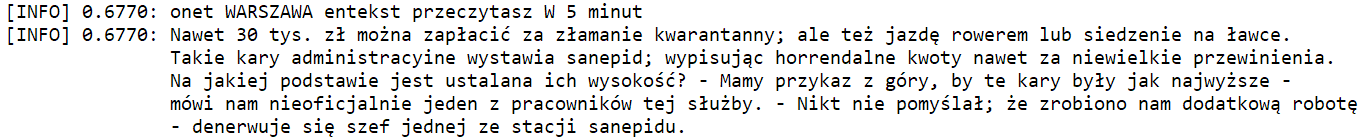 [INFO] 0.6770: onet WARSZAWA entekst przeczytasz W 5 minut
[INFO] 0.6770: Nawet 30 tys. zł można zapłacić za złamanie kwarantanny; ale też jazdę rowerem lub siedzenie na ławce.
Takie kary administracyjne wystawia sanepid; wypisując horrendalne kwoty nawet za niewielkie przewinienia.
Na jakiej podstawie jest ustalana ich wysokość? - Mamy przykaz z góry, by te kary były jak najwyższe -
mówi nam nieoficjalnie jeden z pracowników tej służby. - Nikt nie pomyślał; że zrobiono nam dodatkową robotę
- denerwuje się szef jednej ze stacji sanepidu.